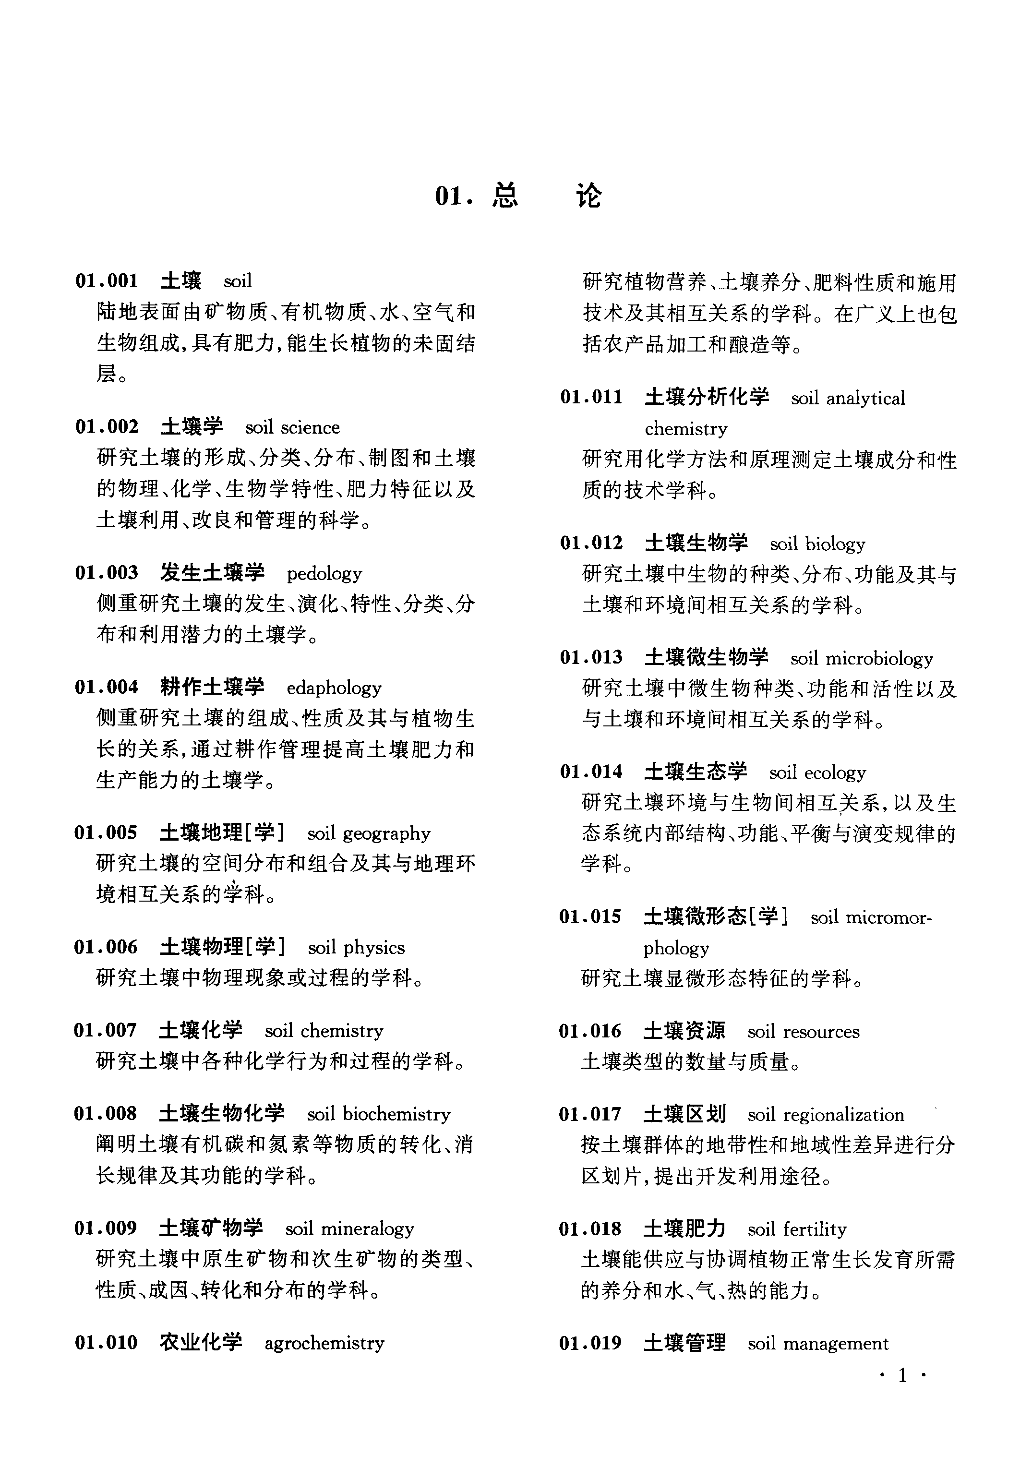 01. 总　　论
01.001　土壤　soil
陆地表面由矿物质、有机物质、水、空气和
生物组成,具有肥力,能生长植物的未固结
层。
01.002　土壤学　soil science
研究土壤的形成、分类、分布、制图和土壤
的物理、化学、生物学特性、肥力特征以及
土壤利用、改良和管理的科学。
01.003　发生土壤学　pedology
侧重研究土壤的发生、演化、特性、分类、分
布和利用潜力的土壤学。
01.004　耕作土壤学　edaphology
侧重研究土壤的组成、性质及其与植物生
长的关系,通过耕作管理提高土壤肥力和
生产能力的土壤学。
01.005　土壤地理[学]　soil geography
研究土壤的空间分布和组合及其与地理环
境相互关系的学科。
01.006　土壤物理[学]　soil physics
研究土壤中物理现象或过程的学科。
01.007　土壤化学　soil chemistry
研究土壤中各种化学行为和过程的学科。
01.008　土壤生物化学　soil biochemistry
阐明土壤有机碳和氮素等物质的转化、消
长规律及其功能的学科。
01.009　土壤矿物学　soil mineralogy
研究土壤中原生矿物和次生矿物的类型、
性质、成因、转化和分布的学科。
01.010　农业化学　agrochemistry
研究植物营养、土壤养分、肥料性质和施用
技术及其相互关系的学科。在广义上也包
括农产品加工和酿造等。
01.011　土壤分析化学　soil analytical
chemistry
研究用化学方法和原理测定土壤成分和性
质的技术学科。
01.012　土壤生物学　soil biology
研究土壤中生物的种类、分布、功能及其与
土壤和环境间相互关系的学科。
01.013　土壤微生物学　soil microbiology
研究土壤中微生物种类、功能和活性以及
与土壤和环境间相互关系的学科。
01.014　土壤生态学　soil ecology
研究土壤环境与生物间相互关系,以及生
态系统内部结构、功能、平衡与演变规律的
学科。
01.015　土壤微形态[学]　soil micromor-
phology
研究土壤显微形态特征的学科。
01.016　土壤资源　soil resources
土壤类型的数量与质量。
01.017　土壤区划　soil regionalization
按土壤群体的地带性和地域性差异进行分
区划片,提出开发利用途径。
01.018　土壤肥力　soil fertility
土壤能供应与协调植物正常生长发育所需
的养分和水、气、热的能力。
01.019　土壤管理　soil management
· 1 ·